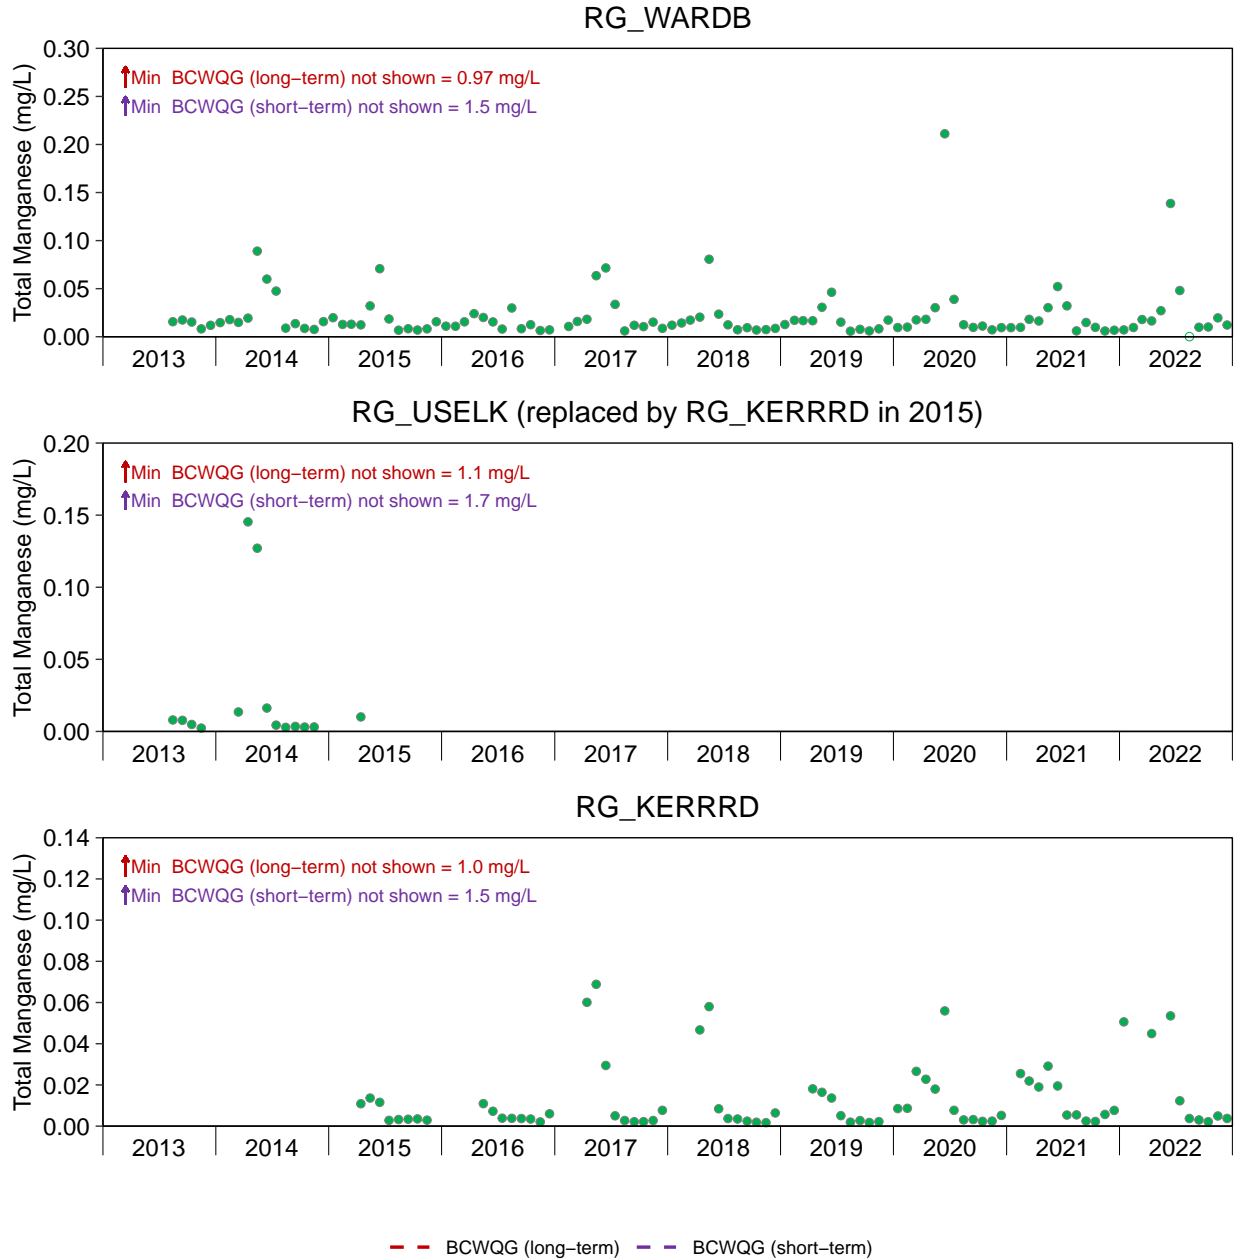 RG_WARDB
Total Manganese (mg/L)
0.30
0.25
0.20
0.15
0.10
0.05
0.00
Min BCWQG (long−term) not shown = 0.97 mg/L
Min BCWQG (short−term) not shown = 1.5 mg/L
2013 2014 2015 2016 2017 2018 2019 2020 2021 2022
RG_USELK (replaced by RG_KERRRD in 2015)
Total Manganese (mg/L)
0.20
0.15
0.10
0.05
0.00
Min BCWQG (long−term) not shown = 1.1 mg/L
Min BCWQG (short−term) not shown = 1.7 mg/L
2013 2014 2015 2016 2017 2018 2019 2020 2021 2022
RG_KERRRD
Total Manganese (mg/L)
0.14
0.12
0.10
0.08
0.06
0.04
0.02
0.00
Min BCWQG (long−term) not shown = 1.0 mg/L
Min BCWQG (short−term) not shown = 1.5 mg/L
2013 2014 2015 2016 2017 2018 2019 2020 2021 2022
BCWQG (long−term) BCWQG (short−term)